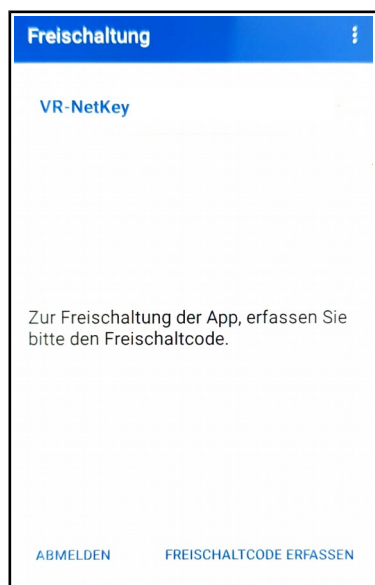 Freischaltung
VR-NetKey
Zur Freischaltung der App, erfassen Sie
bitte den Freischaltcode.
ABMELDEN
FREISCHALTCODE ERFASSEN